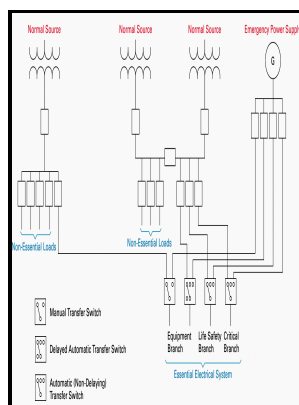 Normal Source
Normal Source
Normal Source
Emergency Power Supply
G
Non-Essential Loads
Non-Essential Loads
Manual Transfer Switch
Delayed Automatic Transfer Switch
Automatic (Non-Delaying)
Transfer Switch
Equipment
Branch
Life Safety
Branch
Critical
Branch
Essential Electrical System